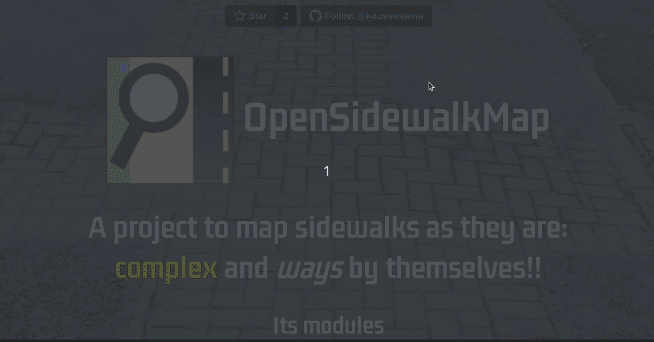 Star 2 Follow @kauevestena
OpenSidewalkMap
1
A project to map sidewalks as they are:
complex and ways by themselves!!
Its modules